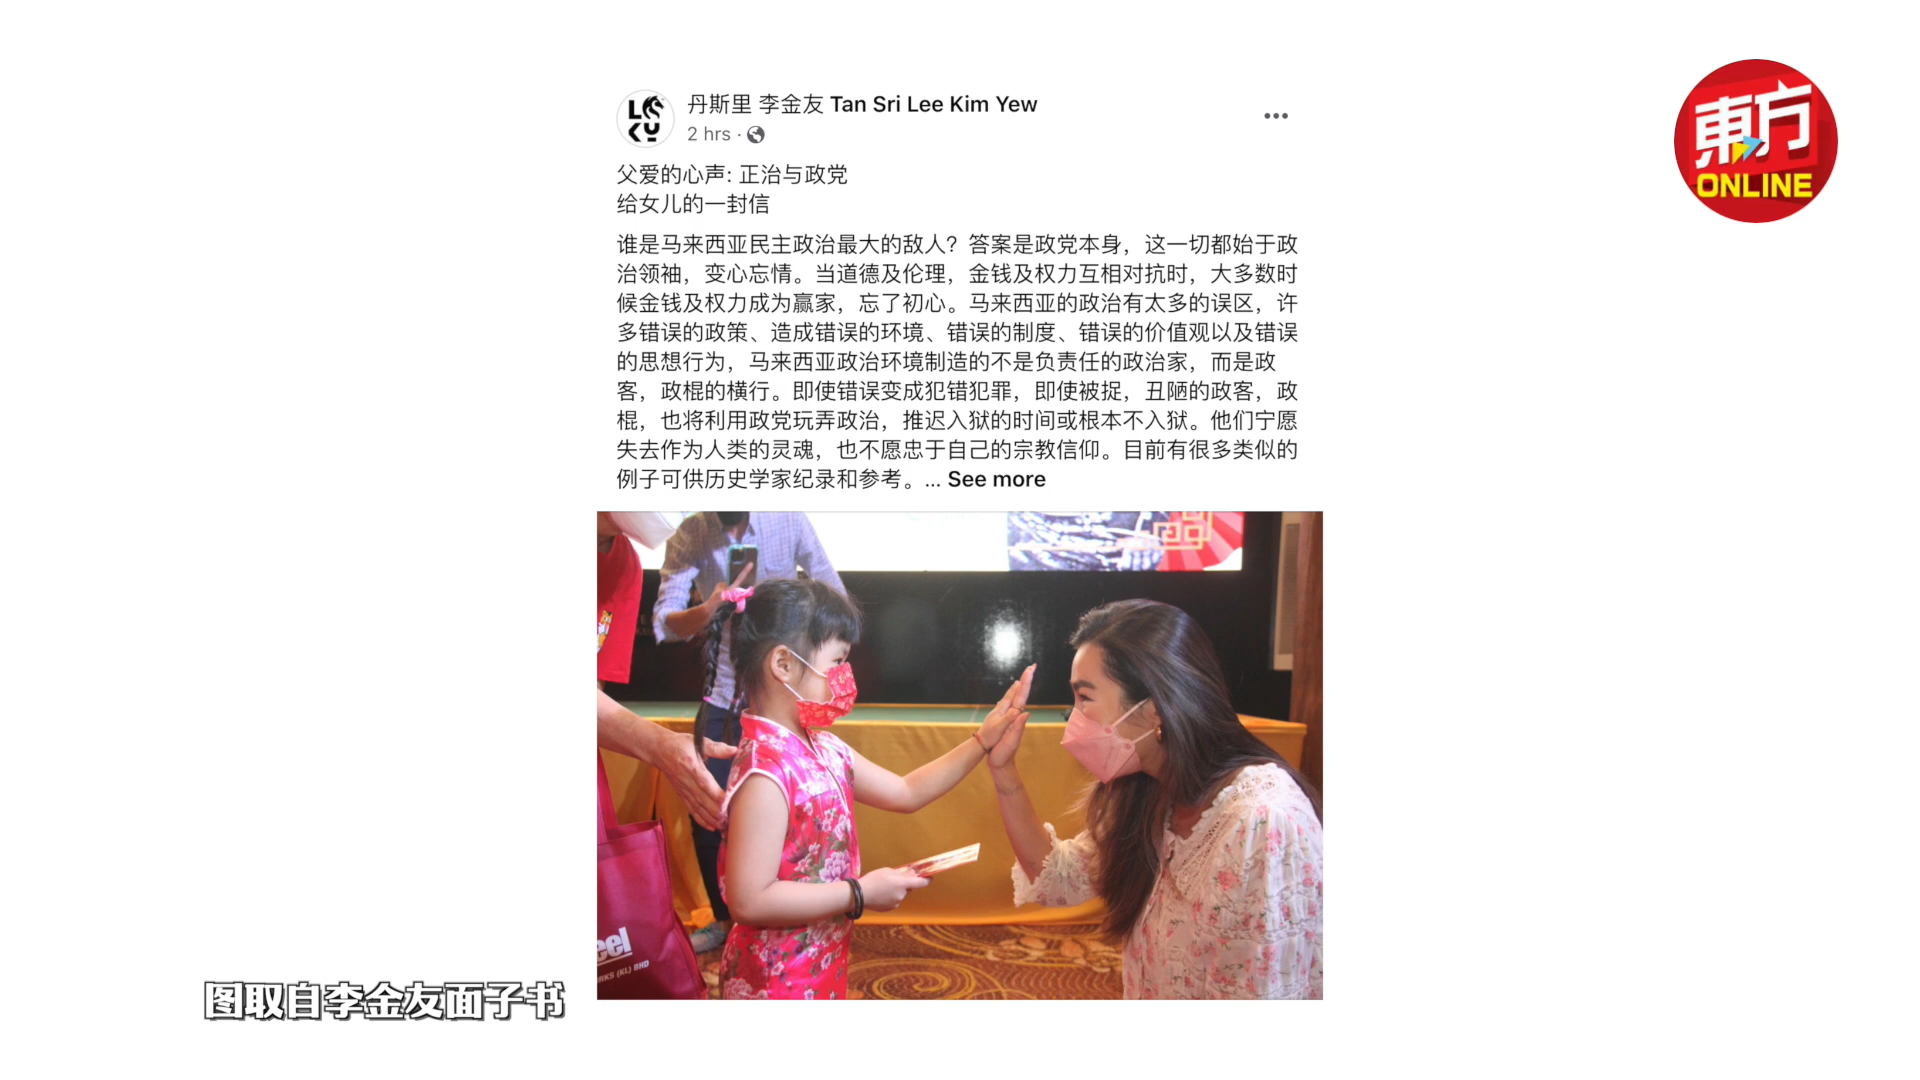 丹斯里 李金友 Tan Sri Lee Kim Yew
2 hrs ·
東方
ONLINE
父爱的心声: 正治与政党
给女儿的一封信
谁是马来西亚民主政治最大的敌人？答案是政党本身，这一切都始于政
治领袖，变心忘情。当道德及伦理，金钱及权力互相对抗时，大多数时
候金钱及权力成为赢家，忘了初心。马来西亚的政治有太多的误区，许
多错误的政策、造成错误的环境、错误的制度、错误的价值观以及错误
的思想行为，马来西亚政治环境制造的不是负责任的政治家，而是政
客，政棍的横行。即使错误变成犯错犯罪，即使被捉，丑陋的政客，政
棍，也将利用政党玩弄政治，推迟入狱的时间或根本不入狱。他们宁愿
失去作为人类的灵魂，也不愿忠于自己的宗教信仰。目前有很多类似的
例子可供历史学家纪录和参考。... See more
eel
RKS (KL) BHD
图取自李金友面子书